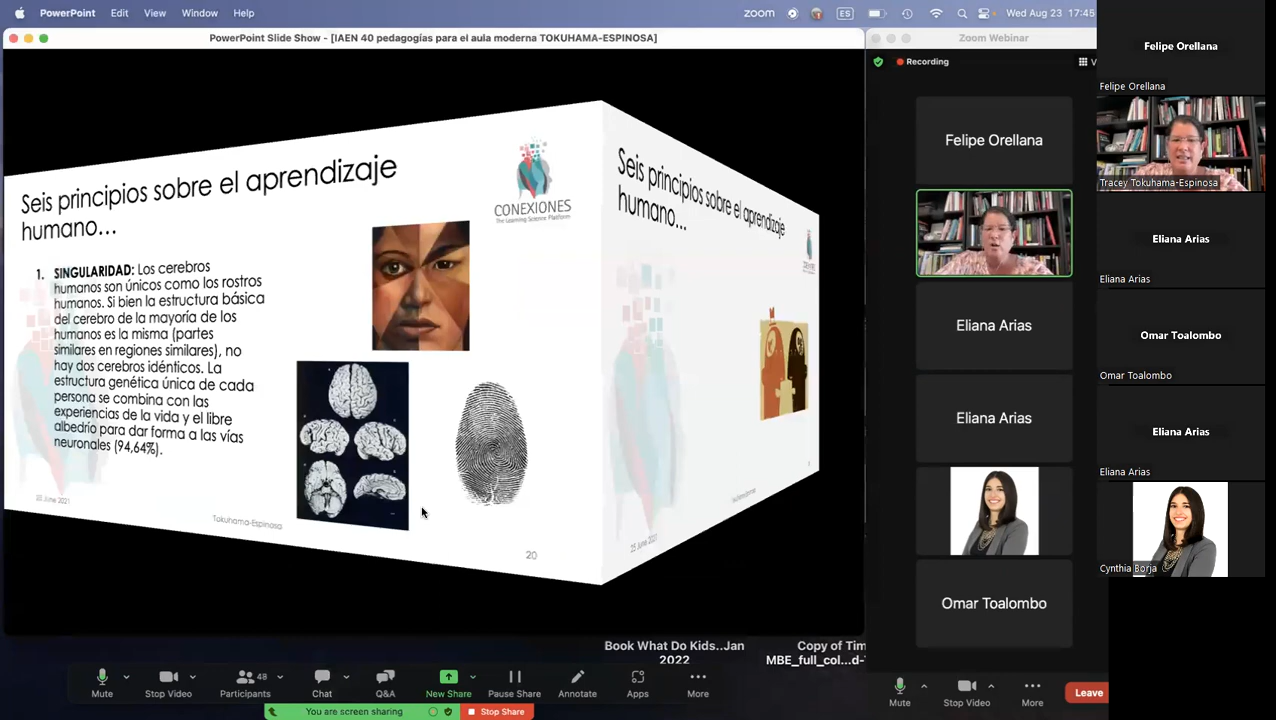 PowerPoint Edit View Window Help
zoom ES Wed Aug 23 17:45
PowerPoint Slide Show - [IAEN 40 pedagogías para el aula moderna TOKUHAMA-ESPINOSA]
Seis principios sobre el aprendizaje
humano...
CONEXIONES
The Learning Science Platform
1. SINGULARIDAD: Los cerebros
humanos son únicos como los rostros
humanos. Si bien la estructura básica
del cerebro de la mayoría de los
humanos es la misma (partes
similares en regiones similares), no
hay dos cerebros idénticos. La
estructura genética única de cada
persona se combina con las
experiencias de la vida y el libre
albedrío para dar forma a las vías
neuronales (94,64%).
Tokuhama-Espinosa
20
Seis principios sobre el aprendizaje
humano...
25 June 2021
Zoom Webinar
Recording
Felipe Orellana
Eliana Arias
Eliana Arias
Omar Toalombo
Felipe Orellana
Felipe Orellana
Tracey Tokuhama-Espinosa
Eliana Arias
Eliana Arias
Omar Toalombo
Omar Toalombo
Eliana Arias
Eliana Arias
Cynthia Borja
Book What Do Kids..Jan
2022
Copy of Tim
MBE_full_col...d-
Mute Stop Video Participants 48 Chat Q&A New Share Pause Share Annotate Apps More
You are screen sharing Stop Share
Mute Stop Video More Leave